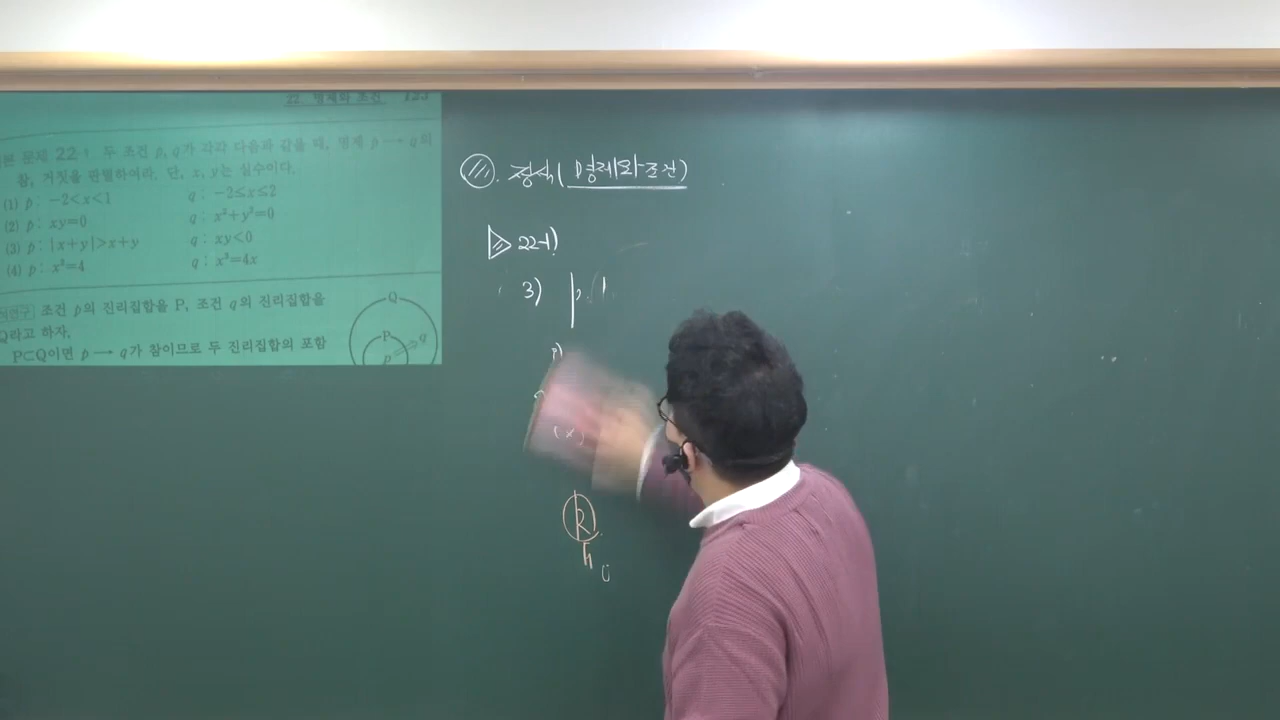 22. 명제와 조건 123
본 문제 22-1 두 조건 p, q가 각각 다음과 같을 때, 명제 p → q의
참, 거짓을 판별하여라. 단, x, y는 실수이다.
(1) p : -2<x<1 q : -2≤x≤2
(2) p : xy=0 q : x²+y²=0
(3) p : |x+y|>x+y q : xy<0
(4) p : x²=4 q : x³=4x
조건 p의 진리집합을 P, 조건 q의 진리집합을
Q라고 하자.
P⊂Q이면 p → q가 참이므로 두 진리집합의 포함
Q
P
p
q
정석(명제와 조건)
22-1)
3)
(x)
R